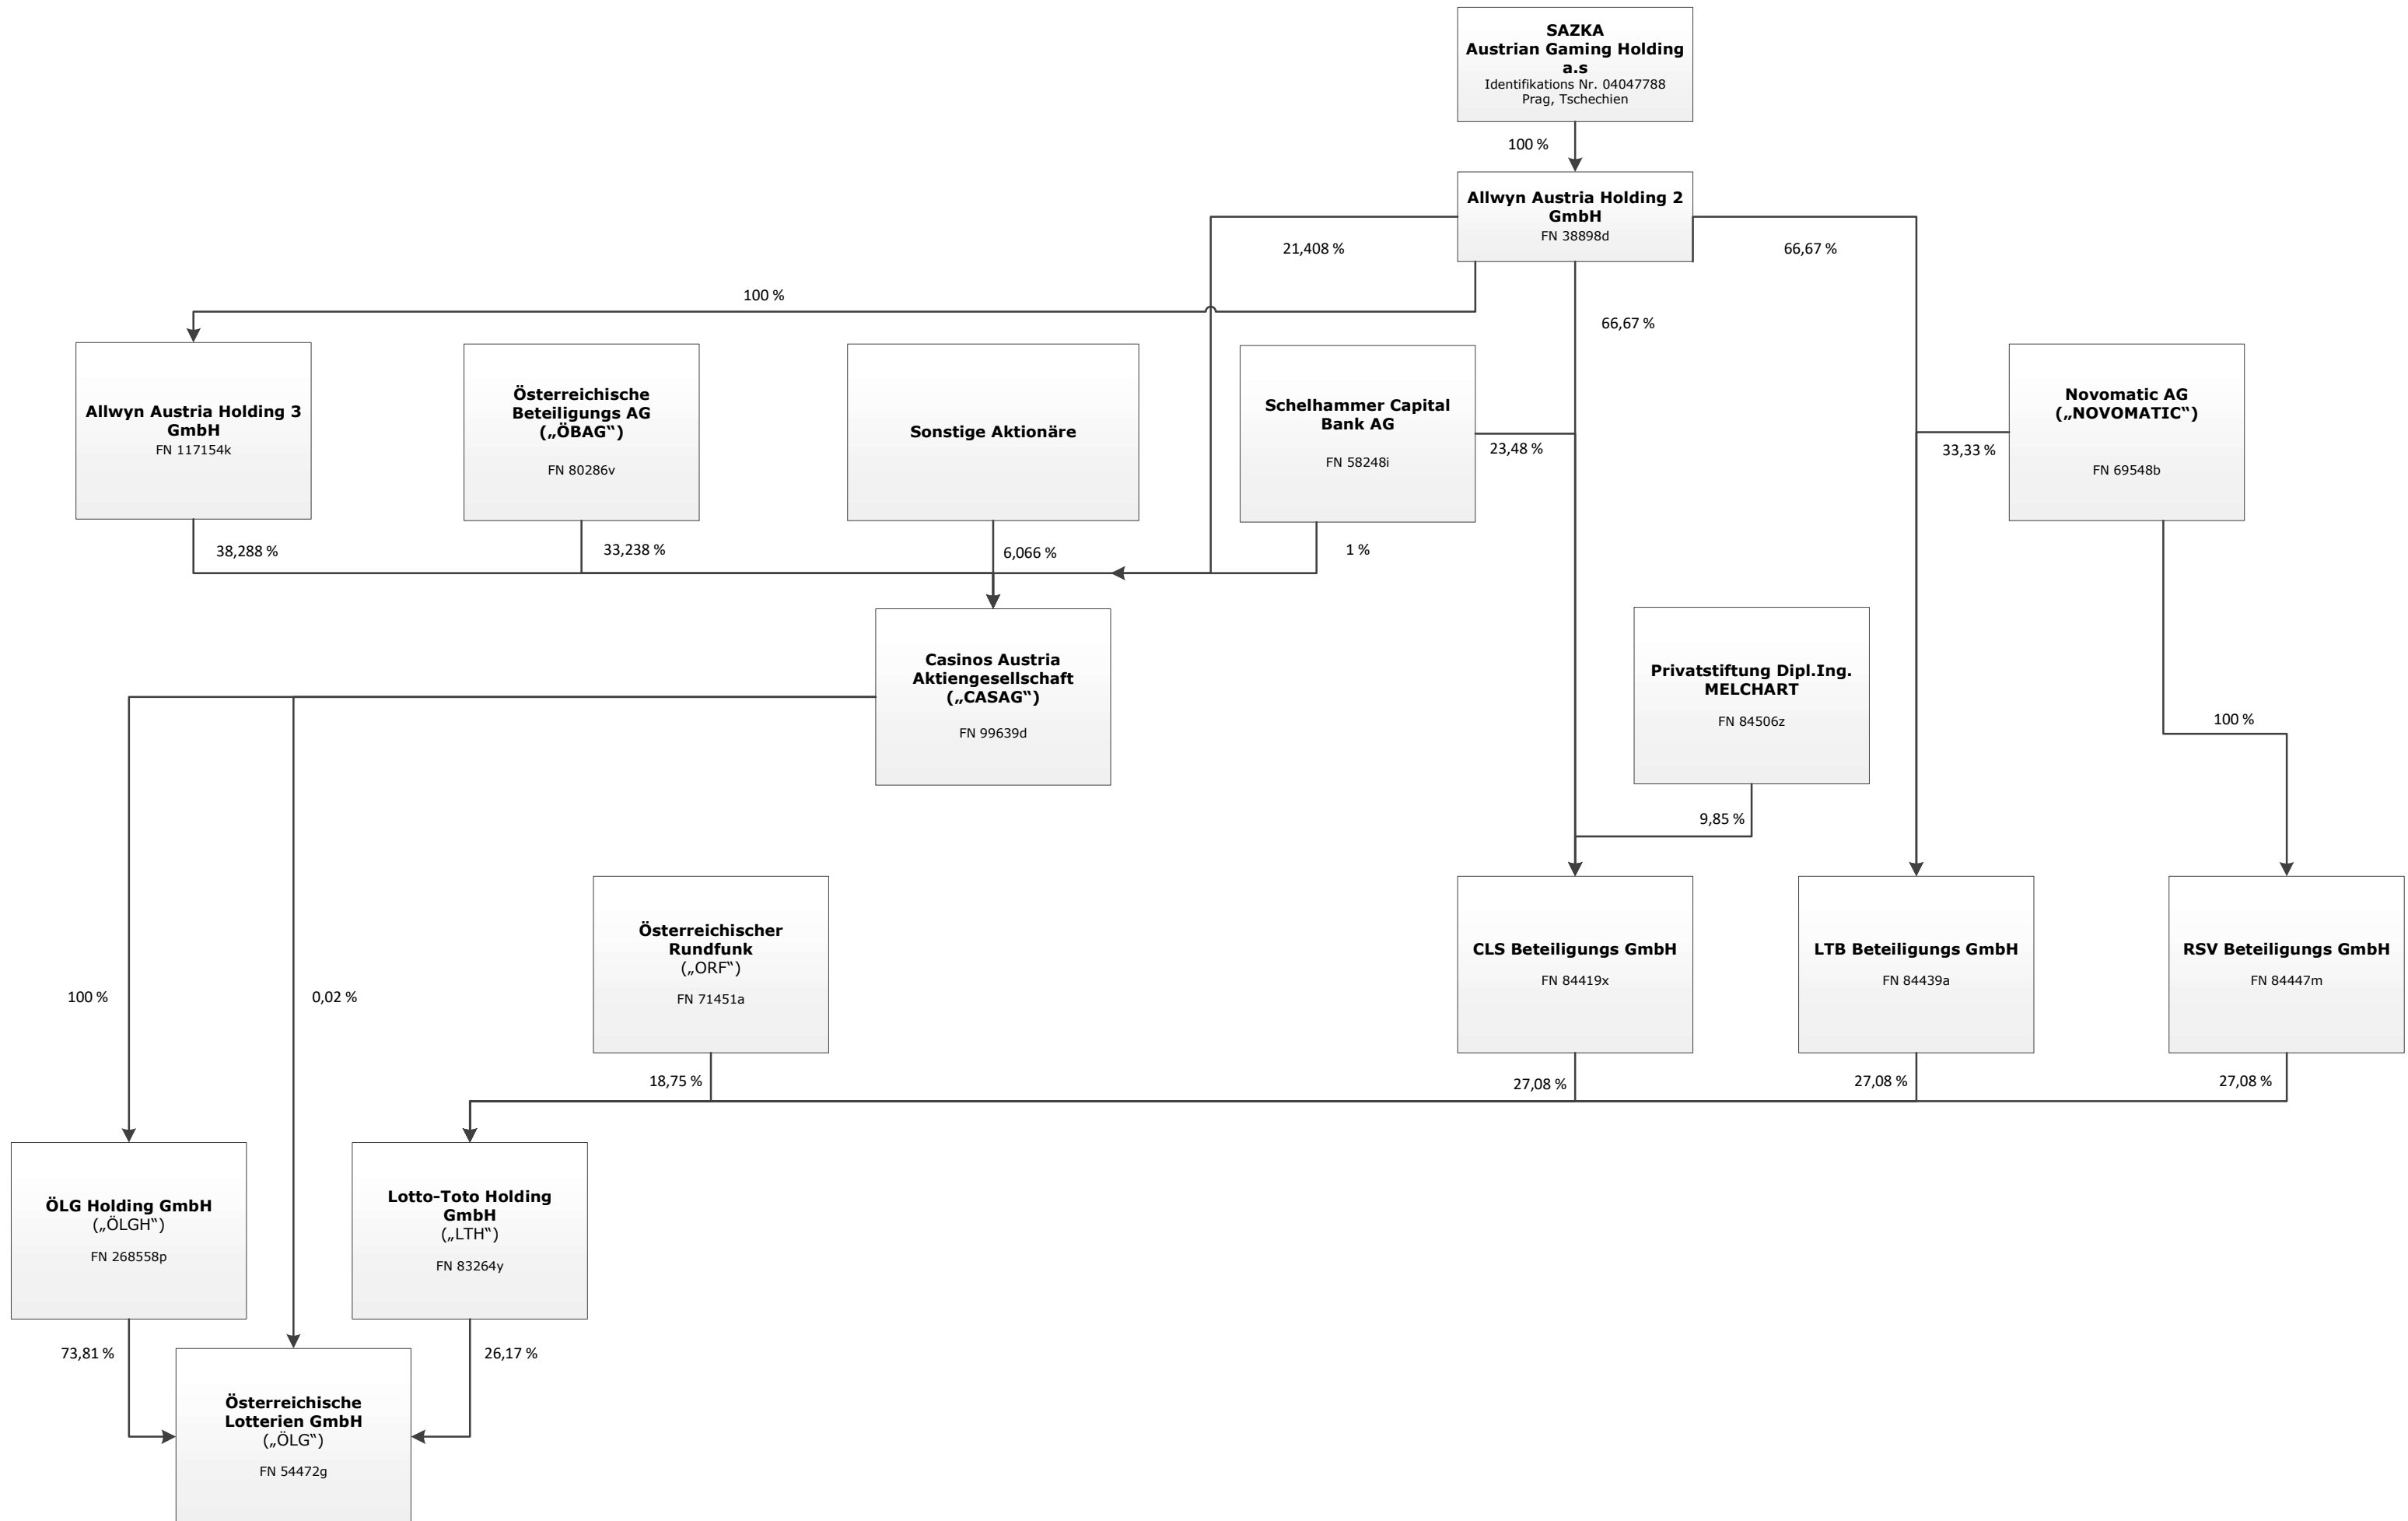 SAZKA
Austrian Gaming Holding
a.s
Identifikations Nr. 04047788
Prag, Tschechien
100 %
Allwyn Austria Holding 2
GmbH
FN 38898d
21,408 %
66,67 %
100 %
66,67 %
Allwyn Austria Holding 3
GmbH
FN 117154k
Österreichische
Beteiligungs AG
(„ÖBAG“)
FN 80286v
Sonstige Aktionäre
Schelhammer Capital
Bank AG
FN 58248i
Novomatic AG
(„NOVOMATIC“)
FN 69548b
23,48 %
33,33 %
38,288 %
33,238 %
6,066 %
1 %
Casinos Austria
Aktiengesellschaft
(„CASAG“)
FN 99639d
Privatstiftung Dipl.Ing.
MELCHART
FN 84506z
100 %
9,85 %
Österreichischer
Rundfunk
(„ORF“)
FN 71451a
CLS Beteiligungs GmbH
FN 84419x
LTB Beteiligungs GmbH
FN 84439a
RSV Beteiligungs GmbH
FN 84447m
100 %
0,02 %
18,75 %
27,08 %
27,08 %
27,08 %
ÖLG Holding GmbH
(„ÖLGH“)
FN 268558p
Lotto-Toto Holding
GmbH
(„LTH“)
FN 83264y
73,81 %
26,17 %
Österreichische
Lotterien GmbH
(„ÖLG“)
FN 54472g